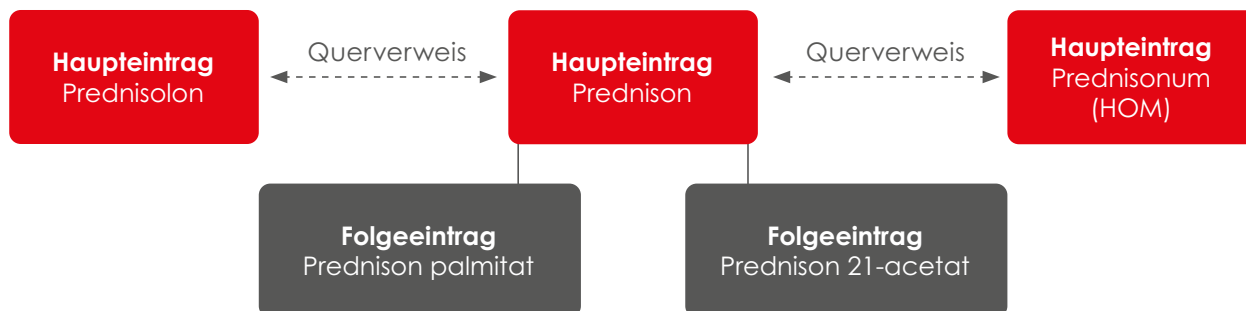 Haupteintrag
Prednisolon
Querverweis
Haupteintrag
Prednison
Querverweis
Haupteintrag
Prednisonum
(HOM)
Folgeeintrag
Prednison palmitat
Folgeeintrag
Prednison 21-acetat